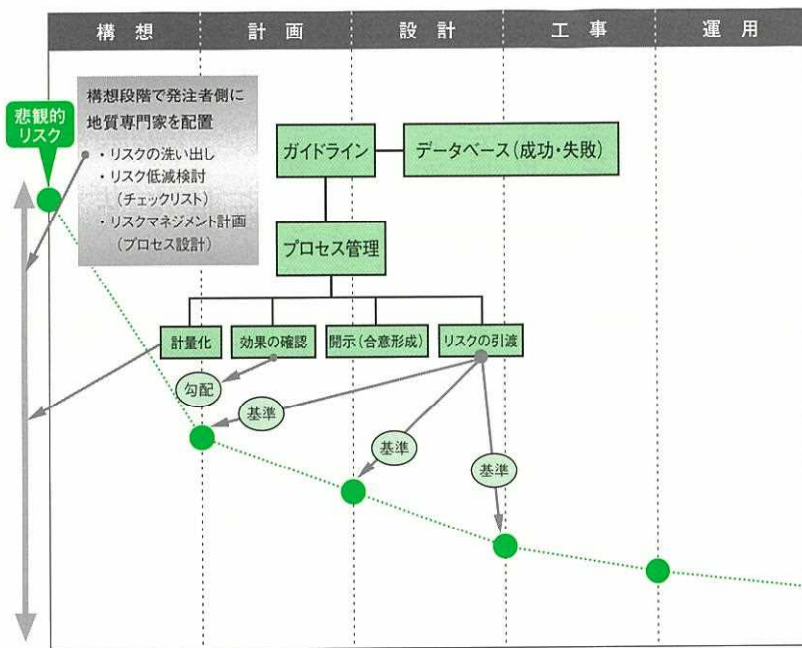 構想
計画
設計
工事
運用
悲観的
リスク
構想段階で発注者側に
地質専門家を配置
・リスクの洗い出し
・リスク低減検討
(チェックリスト)
・リスクマネジメント計画
(プロセス設計)
ガイドライン
データベース(成功・失敗)
プロセス管理
計量化
効果の確認
開示(合意形成)
リスクの引渡
勾配
基準
基準
基準